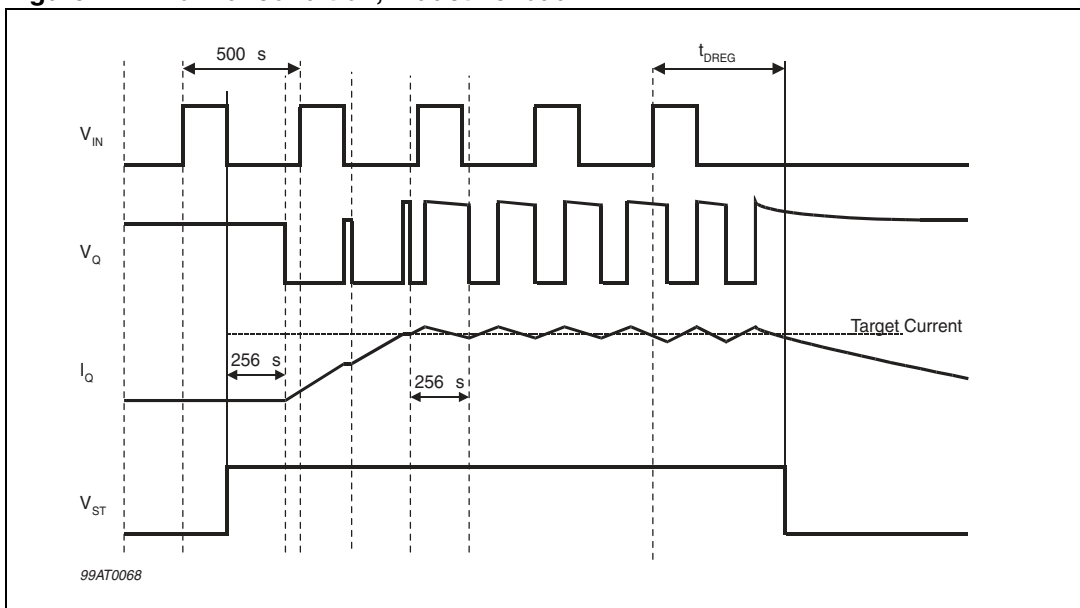 500 s
t_DREG
V_IN
V_Q
Target Current
256 s
I_Q
256 s
V_ST
99AT0068